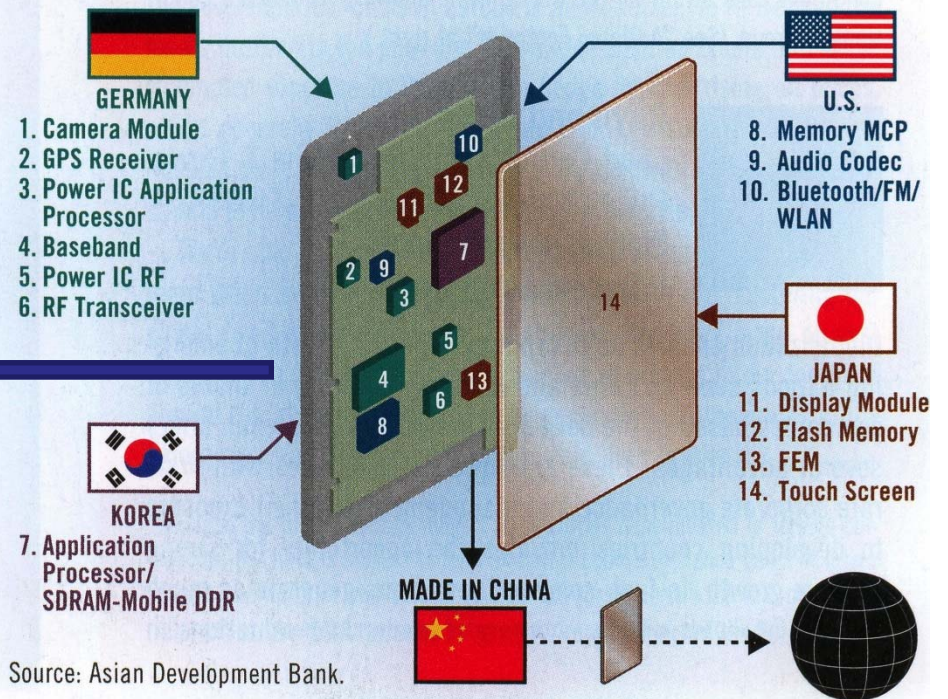 GERMANY
1. Camera Module
2. GPS Receiver
3. Power IC Application
Processor
4. Baseband
5. Power IC RF
6. RF Transceiver
U.S.
8. Memory MCP
9. Audio Codec
10. Bluetooth/FM/
WLAN
1
10
12
11
7
2
9
3
14
5
4
6
13
8
JAPAN
11. Display Module
12. Flash Memory
13. FEM
14. Touch Screen
KOREA
7. Application
Processor/
SDRAM-Mobile DDR
MADE IN CHINA
Source: Asian Development Bank.